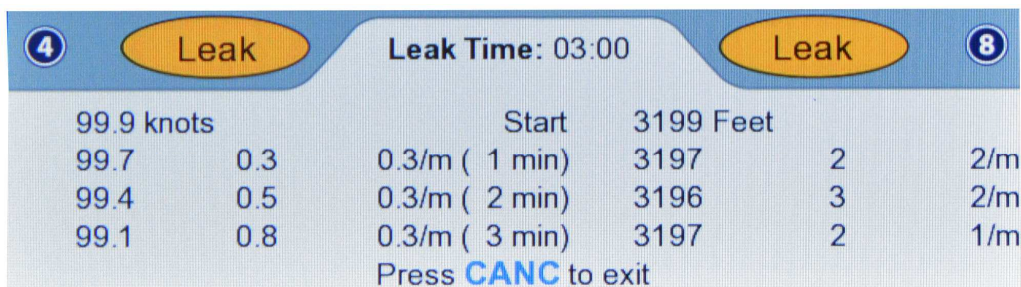 4 Leak Leak Time: 03:00 Leak 8
99.9 knots Start 3199 Feet
99.7 0.3 0.3/m ( 1 min) 3197 2 2/m
99.4 0.5 0.3/m ( 2 min) 3196 3 2/m
99.1 0.8 0.3/m ( 3 min) 3197 2 1/m
Press CANC to exit